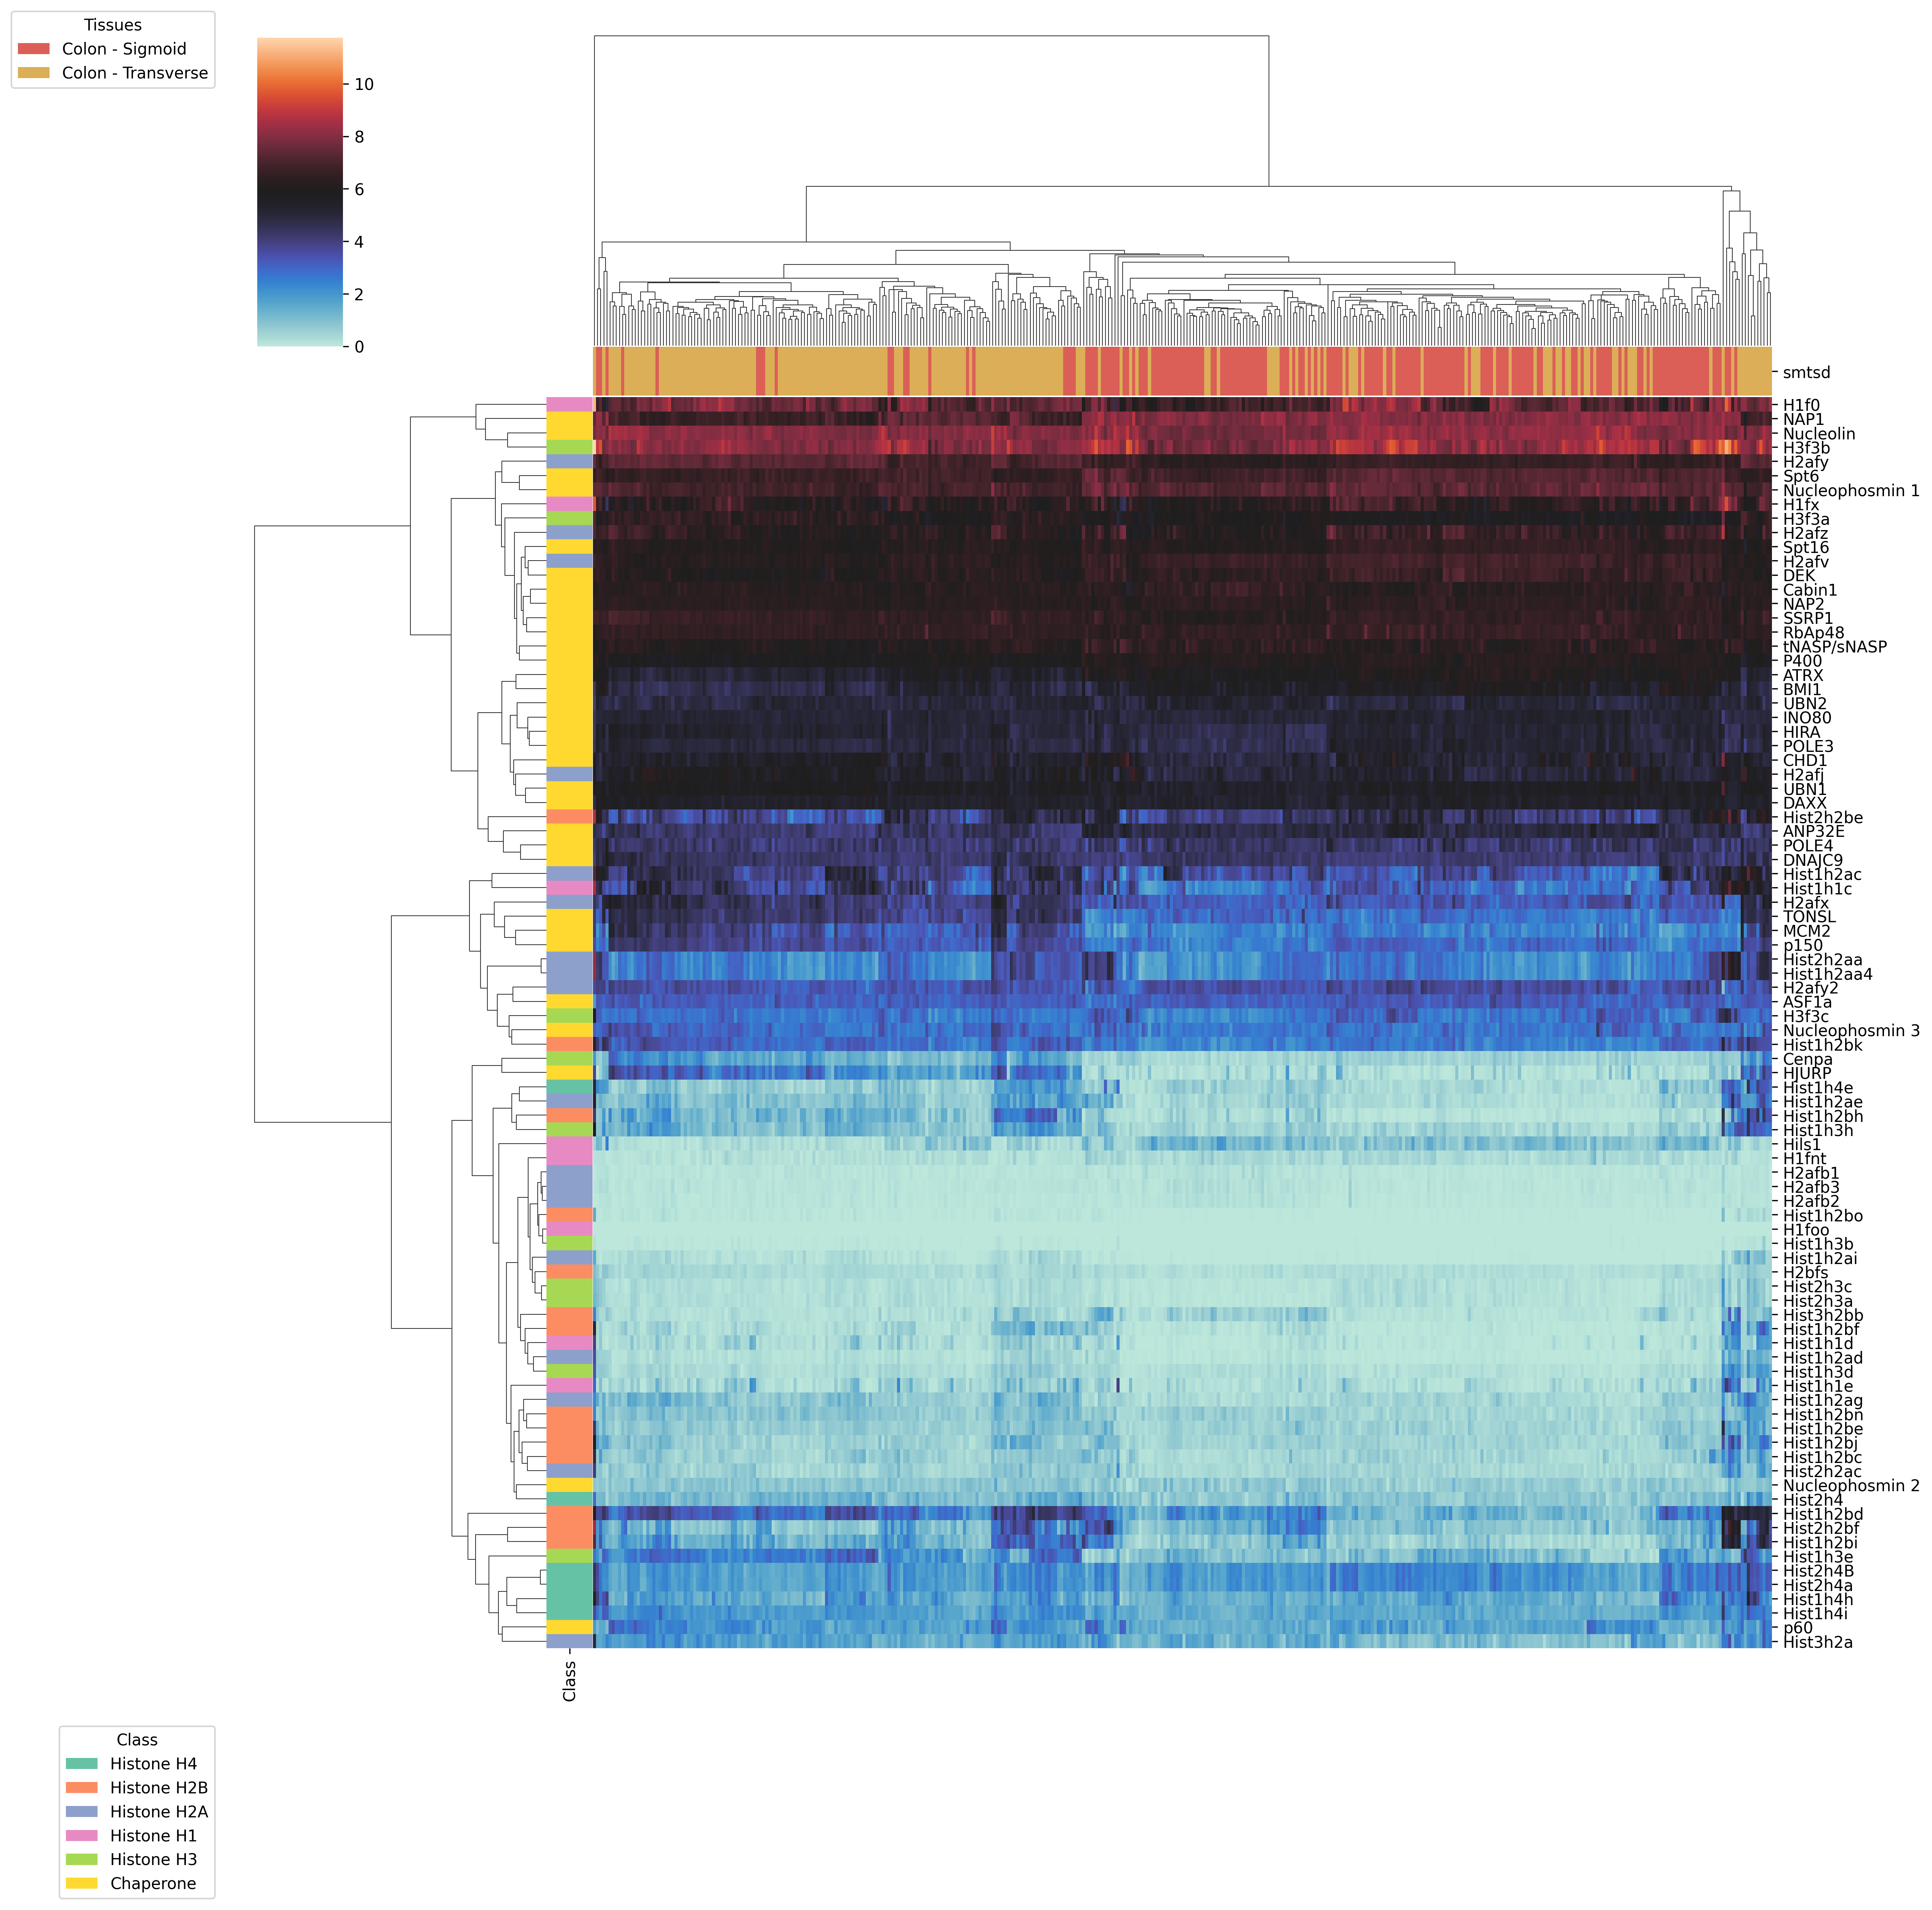 Tissues
Colon - Sigmoid
Colon - Transverse
10
8
6
4
2
0
smtsd
H1f0
NAP1
Nucleolin
H3f3b
H2afy
Spt6
Nucleophosmin 1
H1fx
H3f3a
H2afz
Spt16
H2afv
DEK
Cabin1
NAP2
SSRP1
RbAp48
tNASP/sNASP
P400
ATRX
BMI1
UBN2
INO80
HIRA
POLE3
CHD1
H2afj
UBN1
DAXX
Hist2h2be
ANP32E
POLE4
DNAJC9
Hist1h2ac
Hist1h1c
H2afx
TONSL
MCM2
p150
Hist2h2aa
Hist1h2aa4
H2afy2
ASF1a
H3f3c
Nucleophosmin 3
Hist1h2bk
Cenpa
HJURP
Hist1h4e
Hist1h2ae
Hist1h2bh
Hist1h3h
Hils1
H1fnt
H2afb1
H2afb3
H2afb2
Hist1h2bo
H1foo
Hist1h3b
Hist1h2ai
H2bfs
Hist2h3c
Hist2h3a
Hist3h2bb
Hist1h2bf
Hist1h1d
Hist1h2ad
Hist1h3d
Hist1h1e
Hist1h2ag
Hist1h2bn
Hist1h2be
Hist1h2bj
Hist1h2bc
Hist2h2ac
Nucleophosmin 2
Hist2h4
Hist1h2bd
Hist2h2bf
Hist1h2bi
Hist1h3e
Hist2h4B
Hist2h4a
Hist1h4h
Hist1h4i
p60
Hist3h2a
Class
Class
Histone H4
Histone H2B
Histone H2A
Histone H1
Histone H3
Chaperone